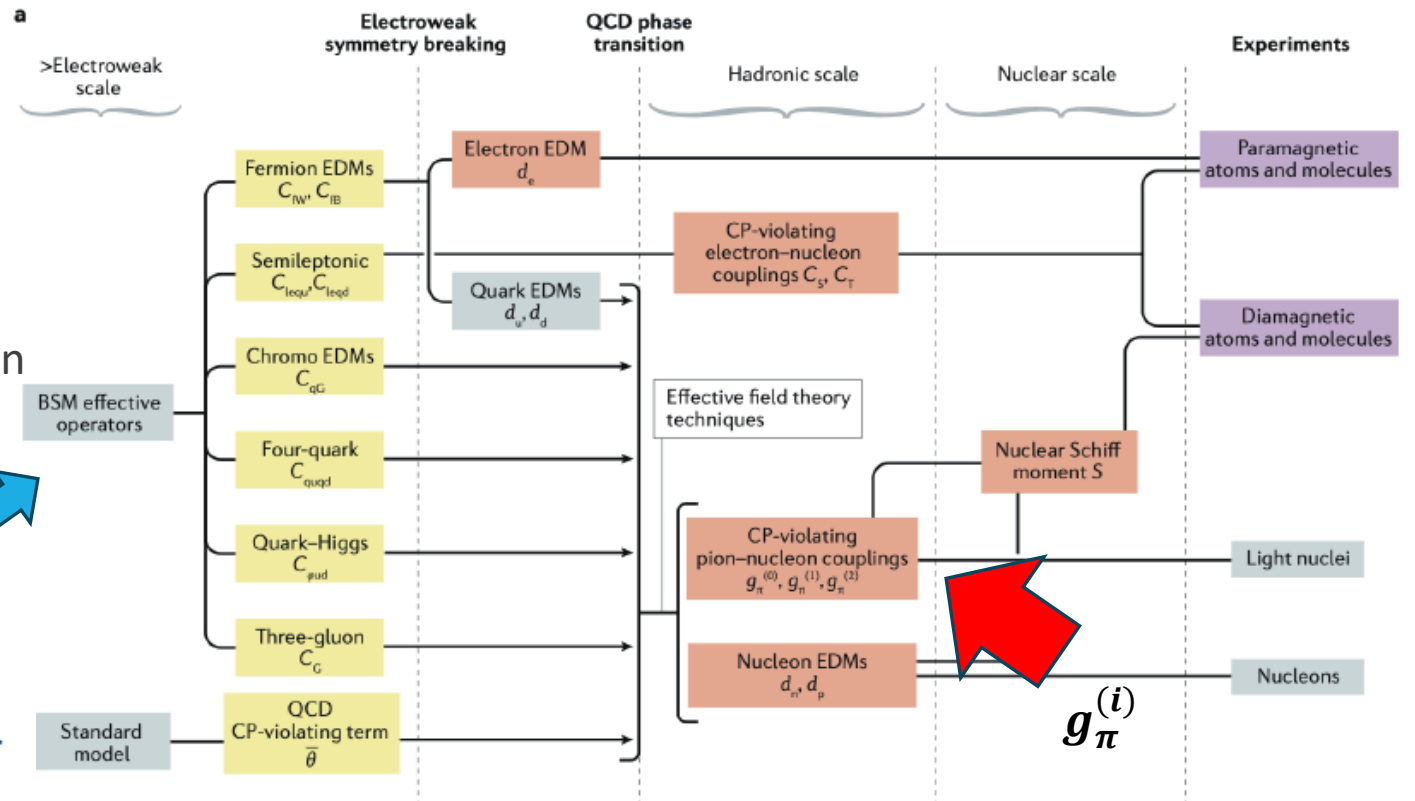 a
Electroweak
symmetry breaking
QCD phase
transition
Experiments
>Electroweak
scale
Hadronic scale
Nuclear scale
Fermion EDMs
C_fW, C_fB
Electron EDM
d_e
Paramagnetic
atoms and molecules
Semileptonic
C_lequ, C_leqd
CP-violating
electron–nucleon
couplings C_S, C_T
Quark EDMs
d_u, d_d
Diamagnetic
atoms and molecules
Chromo EDMs
C_qG
n
BSM effective
operators
Effective field theory
techniques
Four-quark
C_quqd
Nuclear Schiff
moment S
Quark–Higgs
C_φud
CP-violating
pion–nucleon couplings
g_π^(0), g_π^(1), g_π^(2)
Light nuclei
Three-gluon
C_G
Nucleon EDMs
d_n, d_p
Nucleons
g_π^(i)
Standard
model
QCD
CP-violating term
θ̄